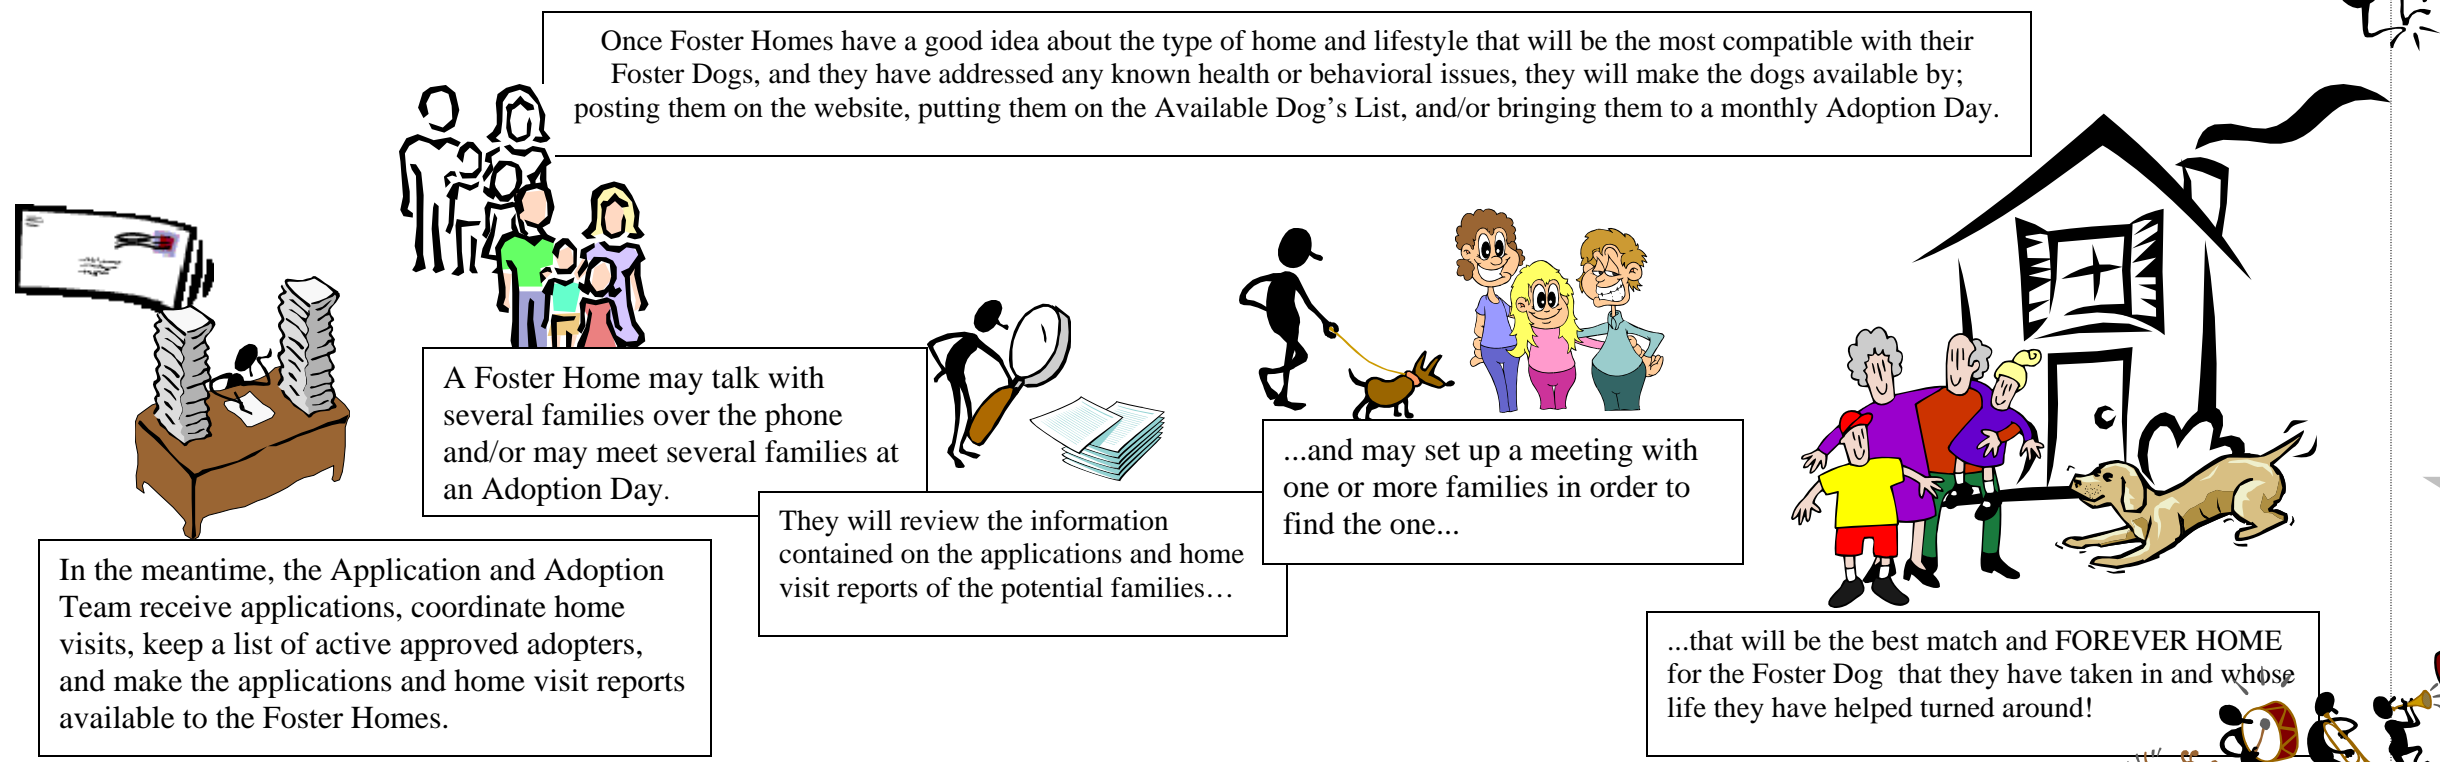 Once Foster Homes have a good idea about the type of home and lifestyle that will be the most compatible with their
Foster Dogs, and they have addressed any known health or behavioral issues, they will make the dogs available by;
posting them on the website, putting them on the Available Dog’s List, and/or bringing them to a monthly Adoption Day.
In the meantime, the Application and Adoption
Team receive applications, coordinate home
visits, keep a list of active approved adopters,
and make the applications and home visit reports
available to the Foster Homes.
A Foster Home may talk with
several families over the phone
and/or may meet several families at
an Adoption Day.
They will review the information
contained on the applications and home
visit reports of the potential families…
...and may set up a meeting with
one or more families in order to
find the one...
...that will be the best match and FOREVER HOME
for the Foster Dog  that they have taken in and whose
life they have helped turned around!